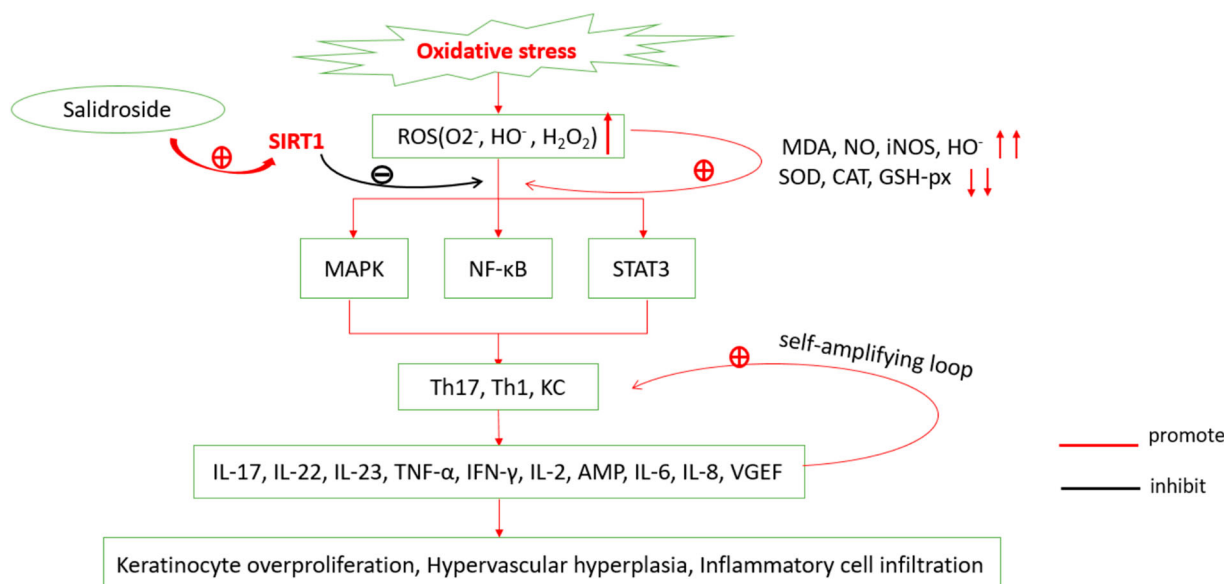 Oxidative stress
Salidroside
SIRT1
ROS(O2⁻, HO⁻, H₂O₂)
MDA, NO, iNOS, HO⁻
SOD, CAT, GSH-px
MAPK
NF-κB
STAT3
self-amplifying loop
Th17, Th1, KC
IL-17, IL-22, IL-23, TNF-α, IFN-γ, IL-2, AMP, IL-6, IL-8, VGEF
promote
inhibit
Keratinocyte overproliferation, Hypervascular hyperplasia, Inflammatory cell infiltration